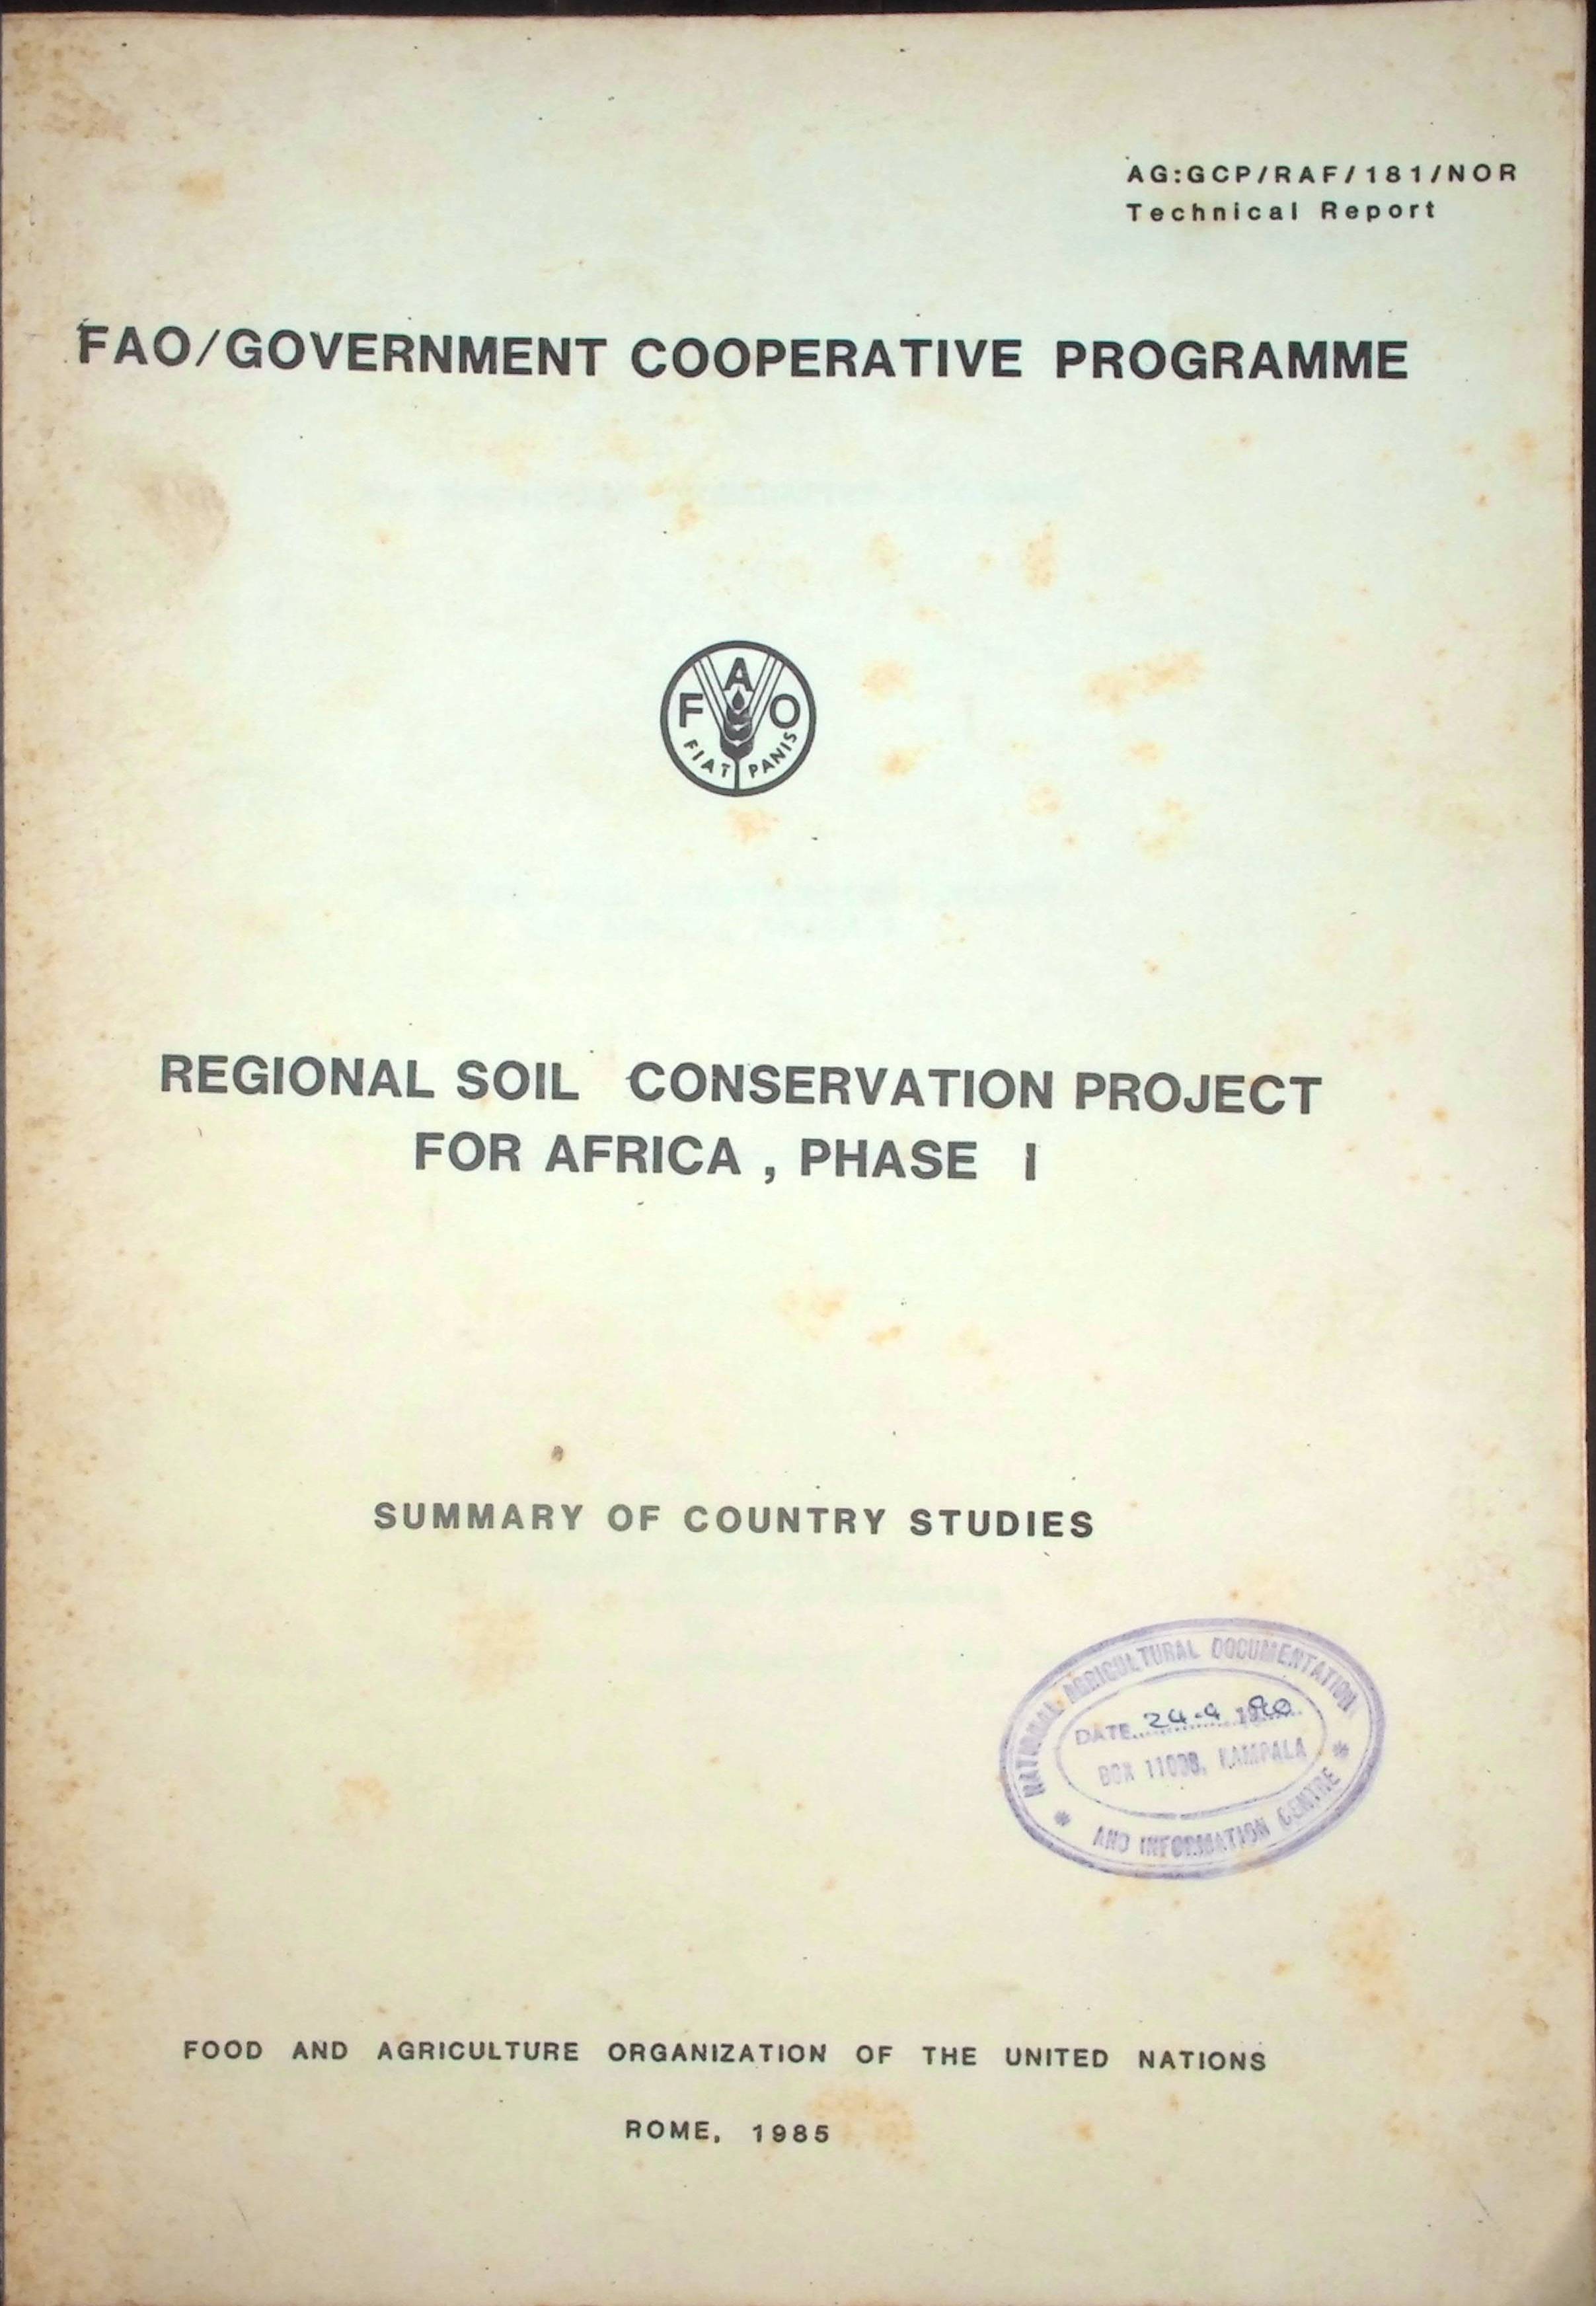 AG:GCP/RAF/181/NOR
Technical Report
FAO/GOVERNMENT COOPERATIVE PROGRAMME
FAO
FIAT PANIS
REGIONAL SOIL CONSERVATION PROJECT
FOR AFRICA , PHASE I
SUMMARY OF COUNTRY STUDIES
NATIONAL AGRICULTURAL DOCUMENTATION
DATE 24-4
BOX KAMPALA
AND INFORMATION CENTRE
FOOD AND AGRICULTURE ORGANIZATION OF THE UNITED NATIONS
ROME, 1985